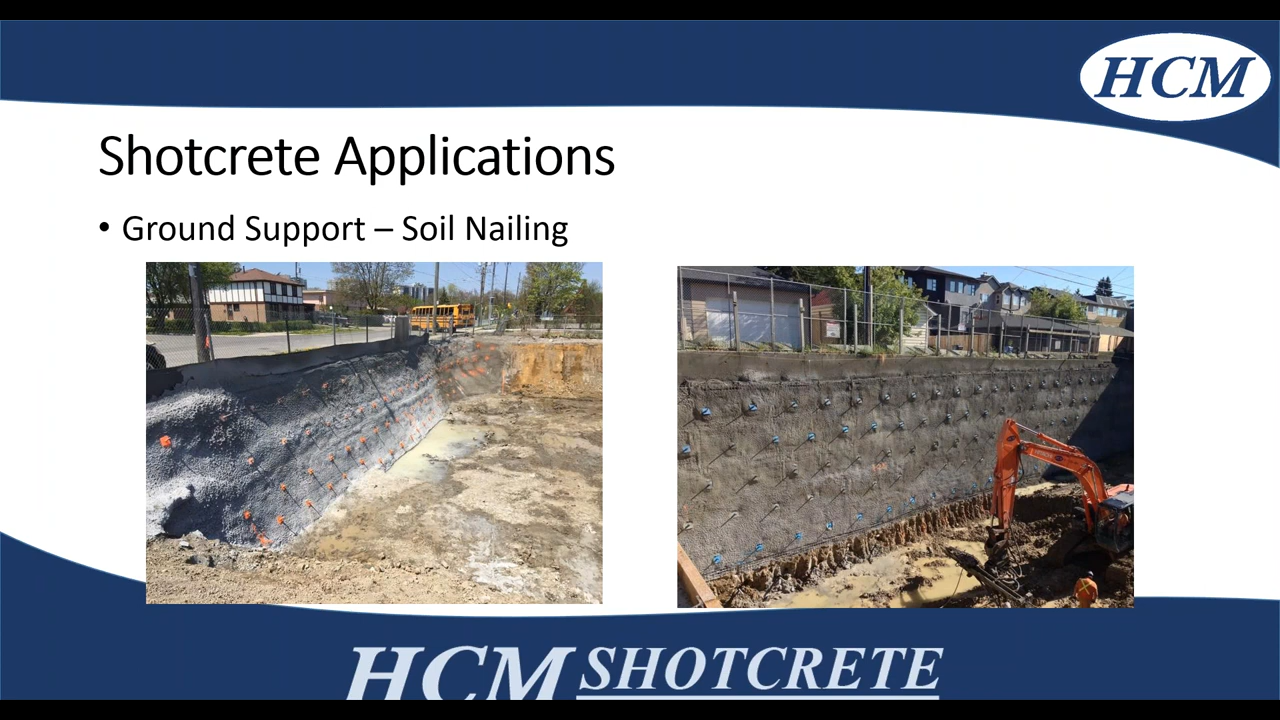 HCM
Shotcrete Applications
• Ground Support – Soil Nailing
HCM SHOTCRETE